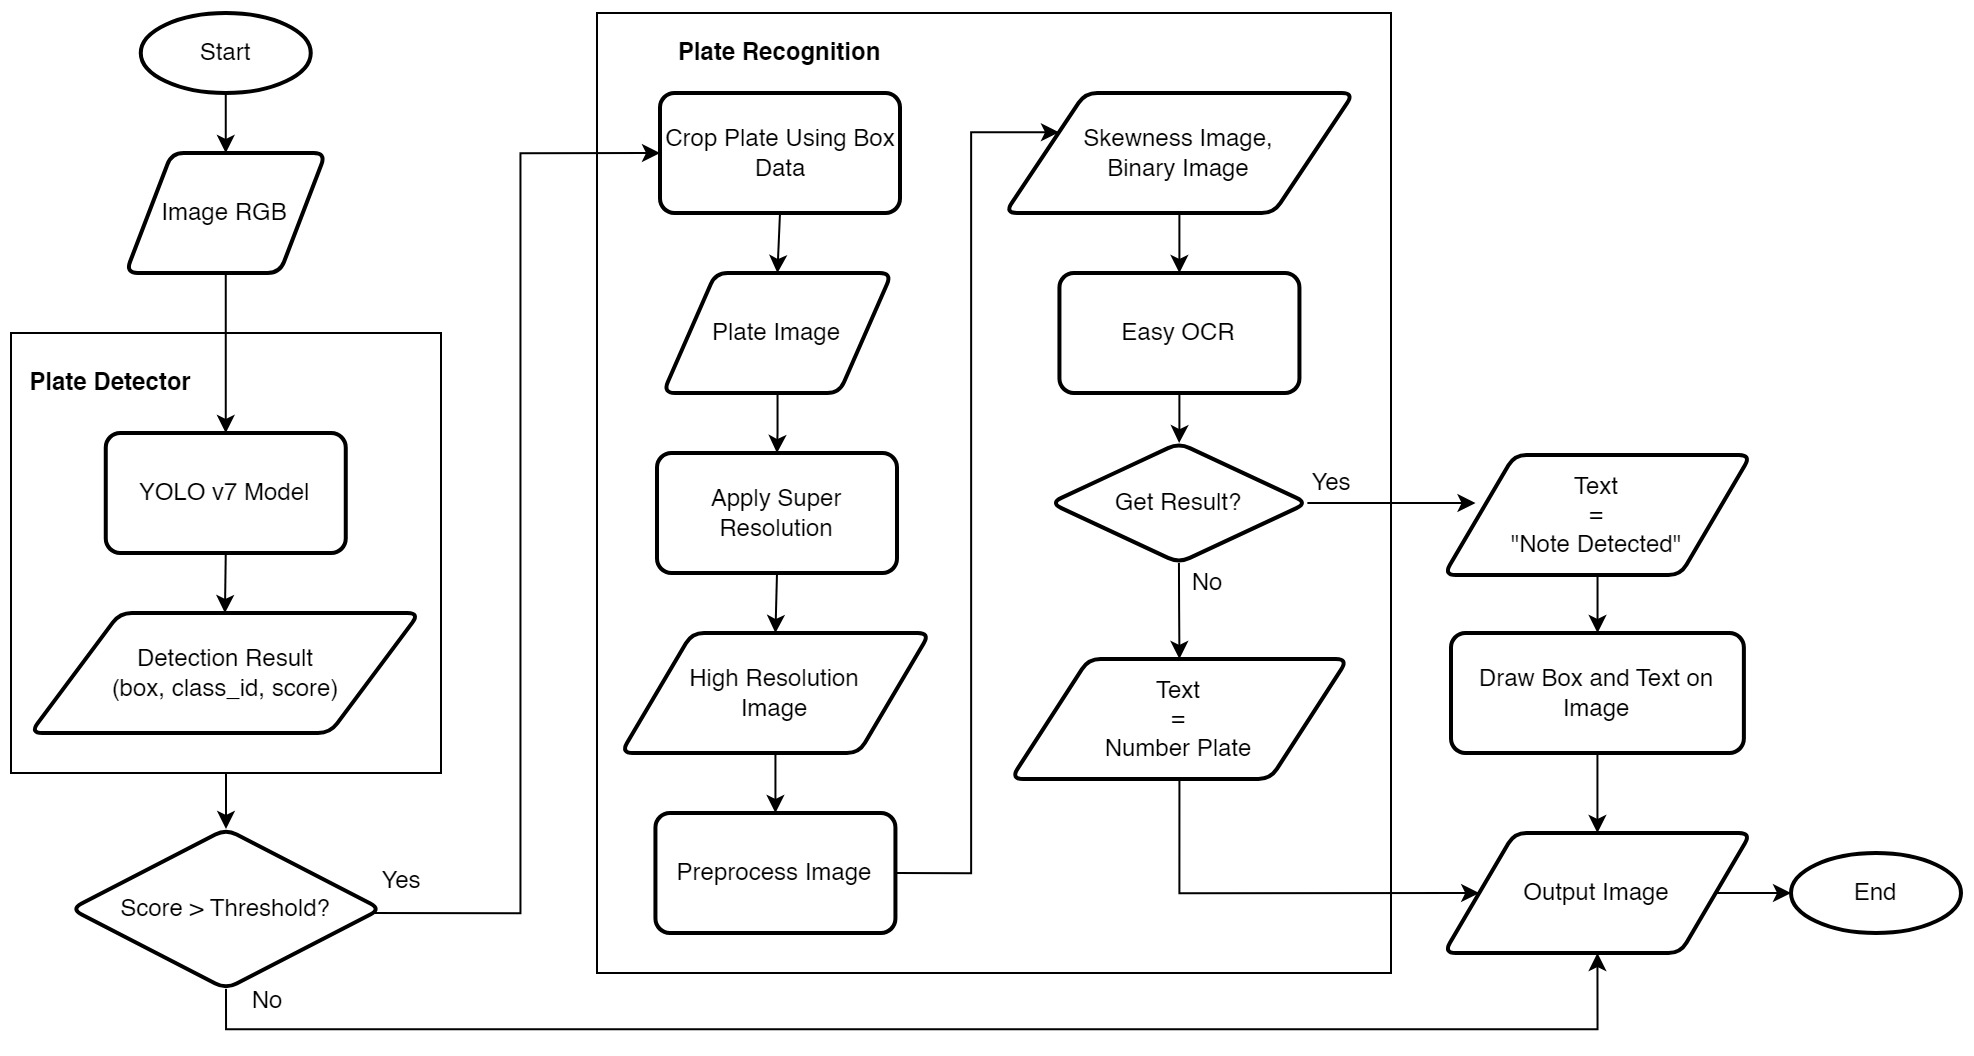 Start
Image RGB
Plate Detector
YOLO v7 Model
Detection Result
(box, class_id, score)
Score > Threshold?
Yes
No
Plate Recognition
Crop Plate Using Box
Data
Plate Image
Apply Super
Resolution
High Resolution
Image
Preprocess Image
Skewness Image,
Binary Image
Easy OCR
Get Result?
Yes
No
Text
=
Number Plate
Text
=
"Note Detected"
Draw Box and Text on
Image
Output Image
End